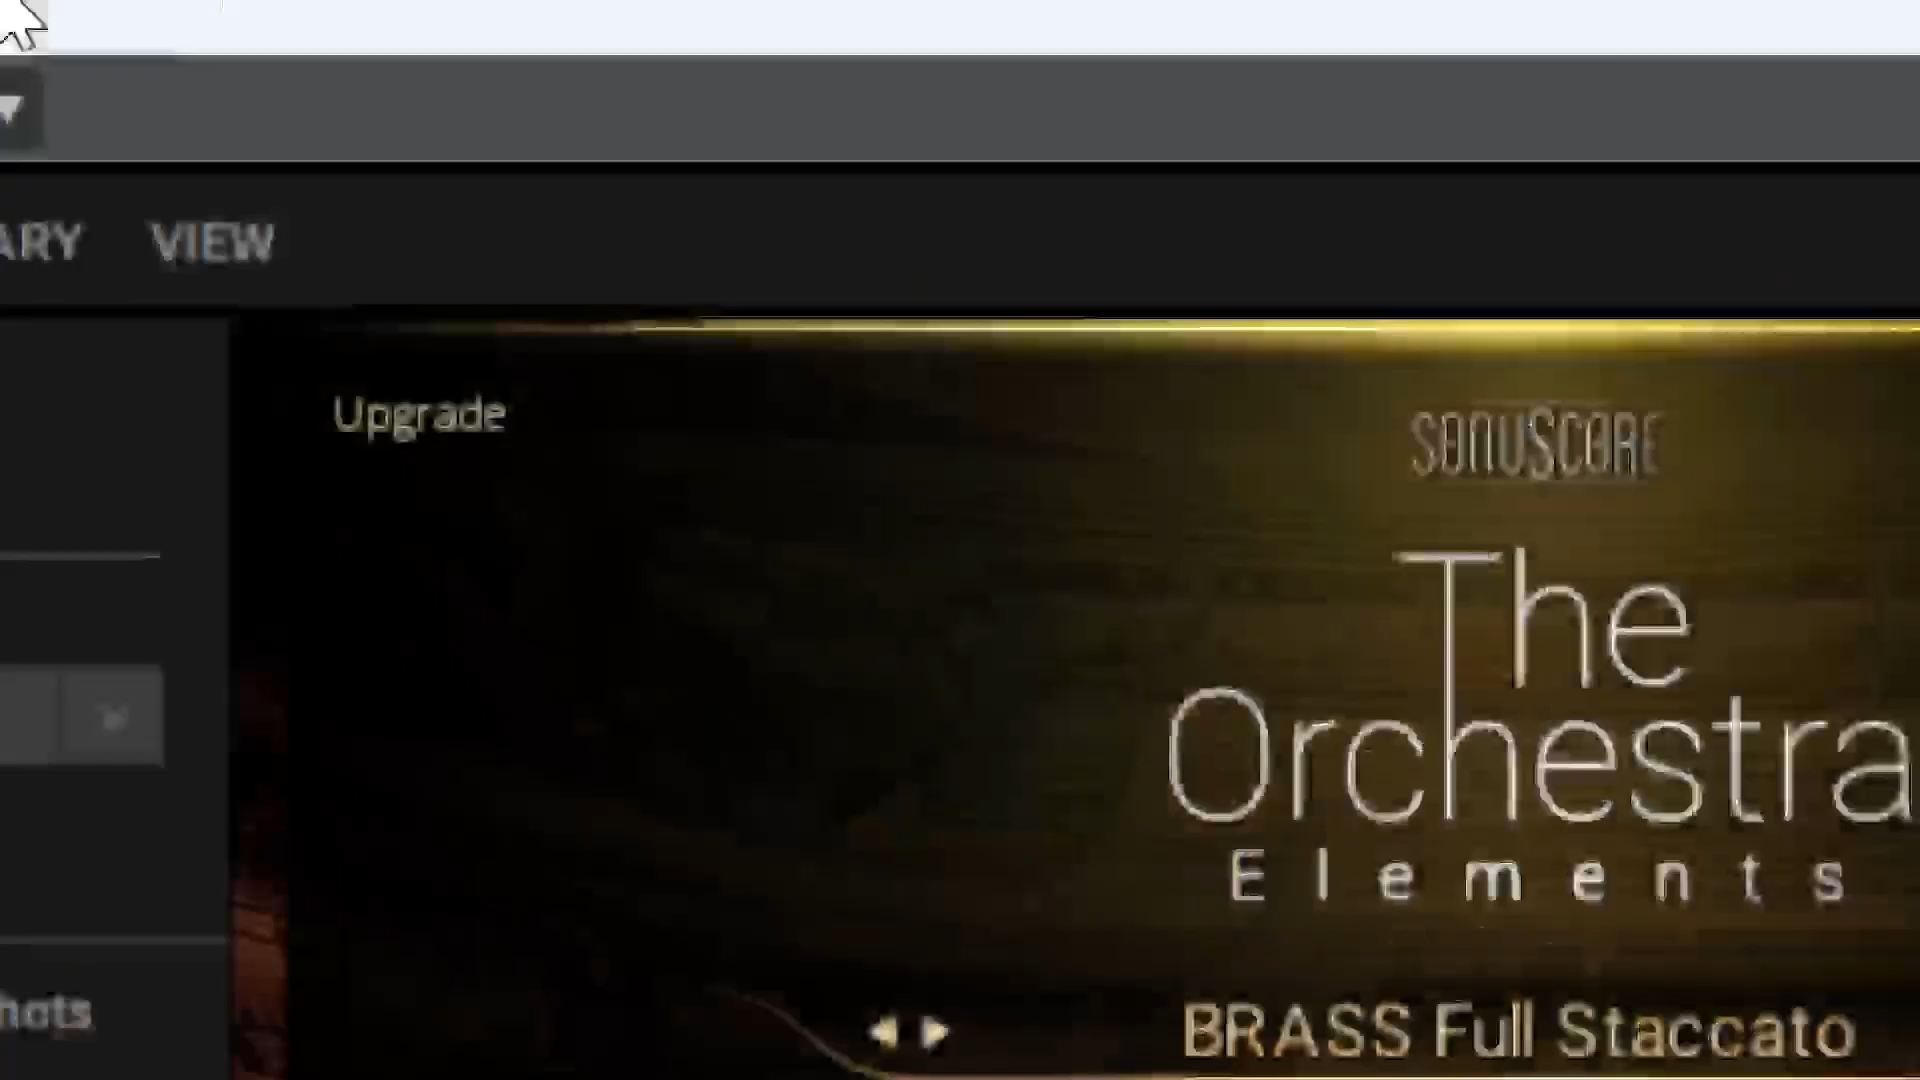 ARY VIEW
Upgrade
SONUSCORE
The
Orchestra
Elements
hots
BRASS Full Staccato